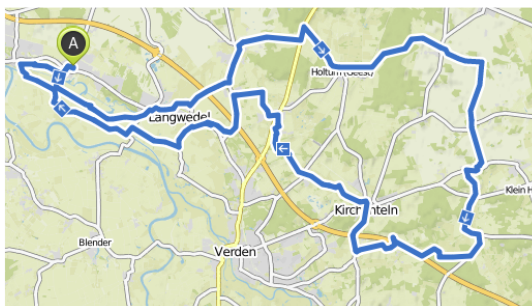 A
Holtum (Geest)
Langwedel
Klein H
Kirchlinteln
Blender
Verden